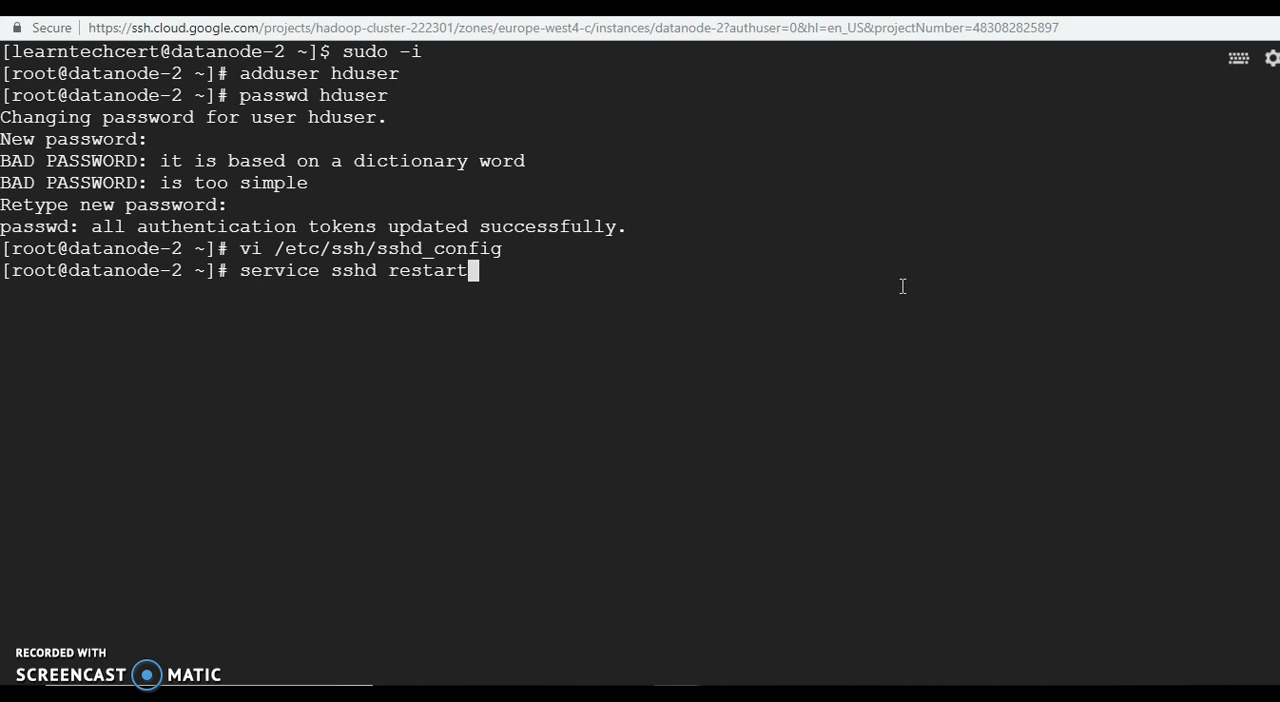 Secure | https://ssh.cloud.google.com/projects/hadoop-cluster-222301/zones/europe-west4-c/instances/datanode-2?authuser=0&hl=en_US&projectNumber=483082825897
[learntechcert@datanode-2 ~]$ sudo -i
[root@datanode-2 ~]# adduser hduser
[root@datanode-2 ~]# passwd hduser
Changing password for user hduser.
New password:
BAD PASSWORD: it is based on a dictionary word
BAD PASSWORD: is too simple
Retype new password:
passwd: all authentication tokens updated successfully.
[root@datanode-2 ~]# vi /etc/ssh/sshd_config
[root@datanode-2 ~]# service sshd restart
RECORDED WITH
SCREENCAST MATIC